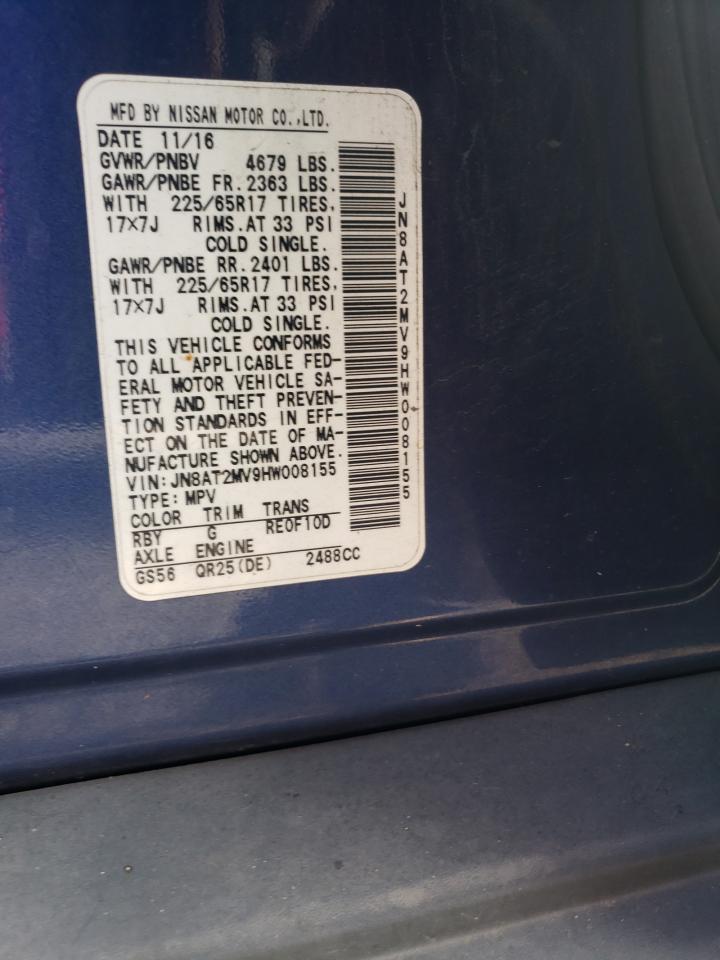 MFD BY NISSAN MOTOR CO.,LTD.
DATE 11/16
GVWR/PNBV 4679 LBS.
GAWR/PNBE FR. 2363 LBS.
WITH 225/65R17 TIRES,
17×7J RIMS.AT 33 PSI
COLD SINGLE.
GAWR/PNBE RR. 2401 LBS.
WITH 225/65R17 TIRES,
17×7J RIMS.AT 33 PSI
COLD SINGLE.
THIS VEHICLE CONFORMS
TO ALL APPLICABLE FED-
ERAL MOTOR VEHICLE SA-
FETY AND THEFT PREVEN-
TION STANDARDS IN EFF-
ECT ON THE DATE OF MA-
NUFACTURE SHOWN ABOVE.
VIN:JN8AT2MV9HW008155
TYPE:MPV
COLOR TRIM TRANS
RBY G RE0F10D
AXLE ENGINE
GS56 QR25(DE) 2488CC
JN8AT2MV9HW008155